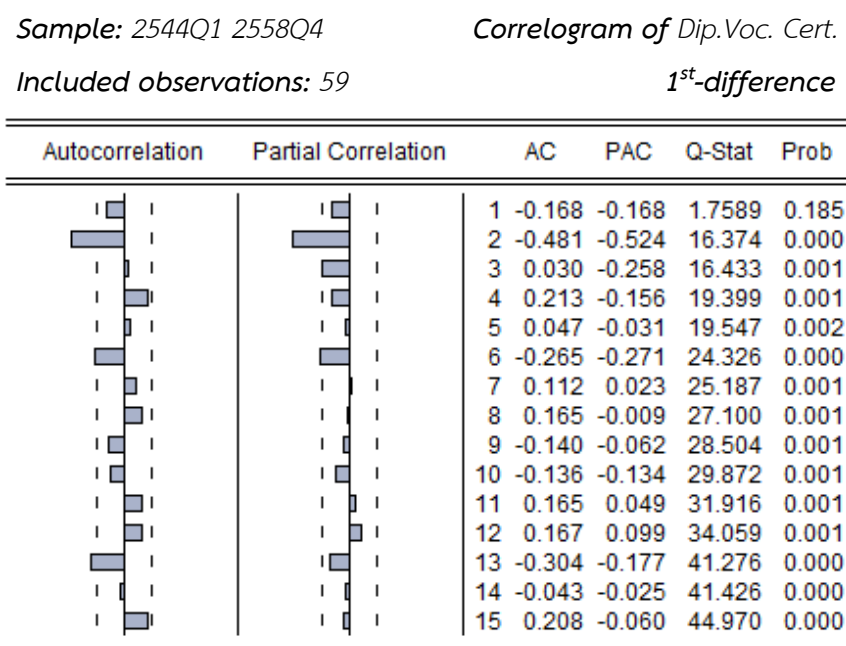 Sample: 2544Q1 2558Q4 Correlogram of Dip.Voc. Cert.
Included observations: 59 1st-difference
Autocorrelation Partial Correlation AC PAC Q-Stat Prob
1 -0.168 -0.168 1.7589 0.185
2 -0.481 -0.524 16.374 0.000
3 0.030 -0.258 16.433 0.001
4 0.213 -0.156 19.399 0.001
5 0.047 -0.031 19.547 0.002
6 -0.265 -0.271 24.326 0.000
7 0.112 0.023 25.187 0.001
8 0.165 -0.009 27.100 0.001
9 -0.140 -0.062 28.504 0.001
10 -0.136 -0.134 29.872 0.001
11 0.165 0.049 31.916 0.001
12 0.167 0.099 34.059 0.001
13 -0.304 -0.177 41.276 0.000
14 -0.043 -0.025 41.426 0.000
15 0.208 -0.060 44.970 0.000